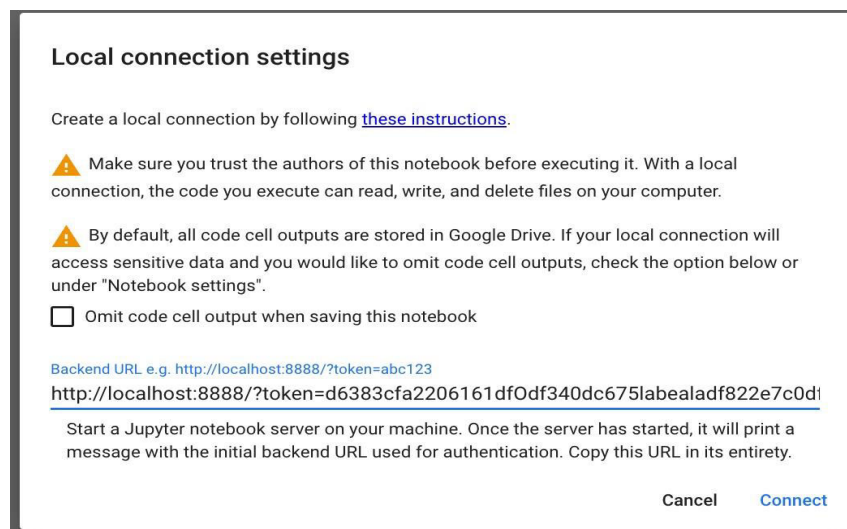 Local connection settings
Create a local connection by following these instructions.
Make sure you trust the authors of this notebook before executing it. With a local
connection, the code you execute can read, write, and delete files on your computer.
By default, all code cell outputs are stored in Google Drive. If your local connection will
access sensitive data and you would like to omit code cell outputs, check the option below or
under "Notebook settings".
Omit code cell output when saving this notebook
Backend URL e.g. http://localhost:8888/?token=abc123
http://localhost:8888/?token=d6383cfa2206161dfOdf340dc675labealadf822e7c0df
Start a Jupyter notebook server on your machine. Once the server has started, it will print a
message with the initial backend URL used for authentication. Copy this URL in its entirety.
Cancel Connect